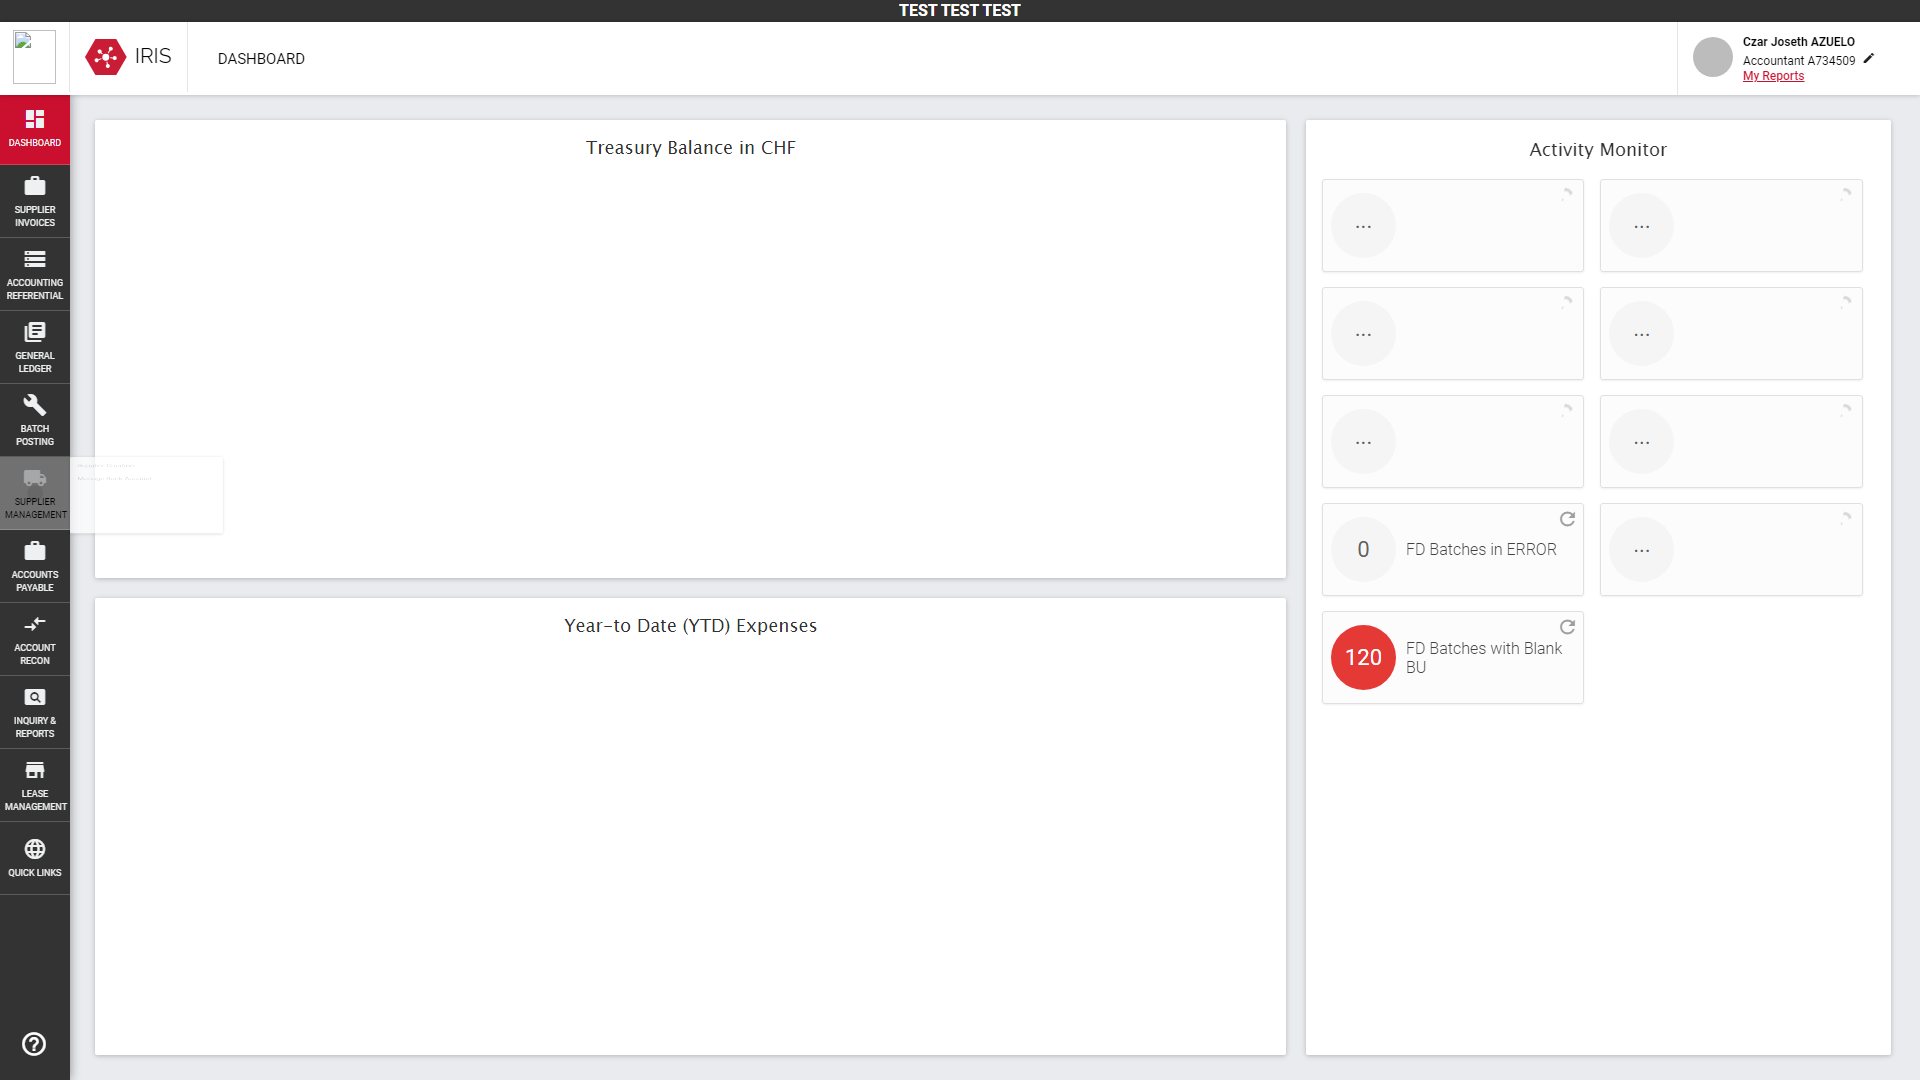 TEST TEST TEST
IRIS
DASHBOARD
Czar Joseth AZUELO
Accountant A734509
My Reports
DASHBOARD
SUPPLIER
INVOICES
ACCOUNTING
REFERENTIAL
GENERAL
LEDGER
BATCH
POSTING
SUPPLIER
MANAGEMENT
ACCOUNTS
PAYABLE
ACCOUNT
RECON
INQUIRY &
REPORTS
LEASE
MANAGEMENT
QUICK LINKS
Treasury Balance in CHF
Year-to Date (YTD) Expenses
Activity Monitor
...
...
...
...
...
...
0
FD Batches in ERROR
...
120
FD Batches with Blank
BU